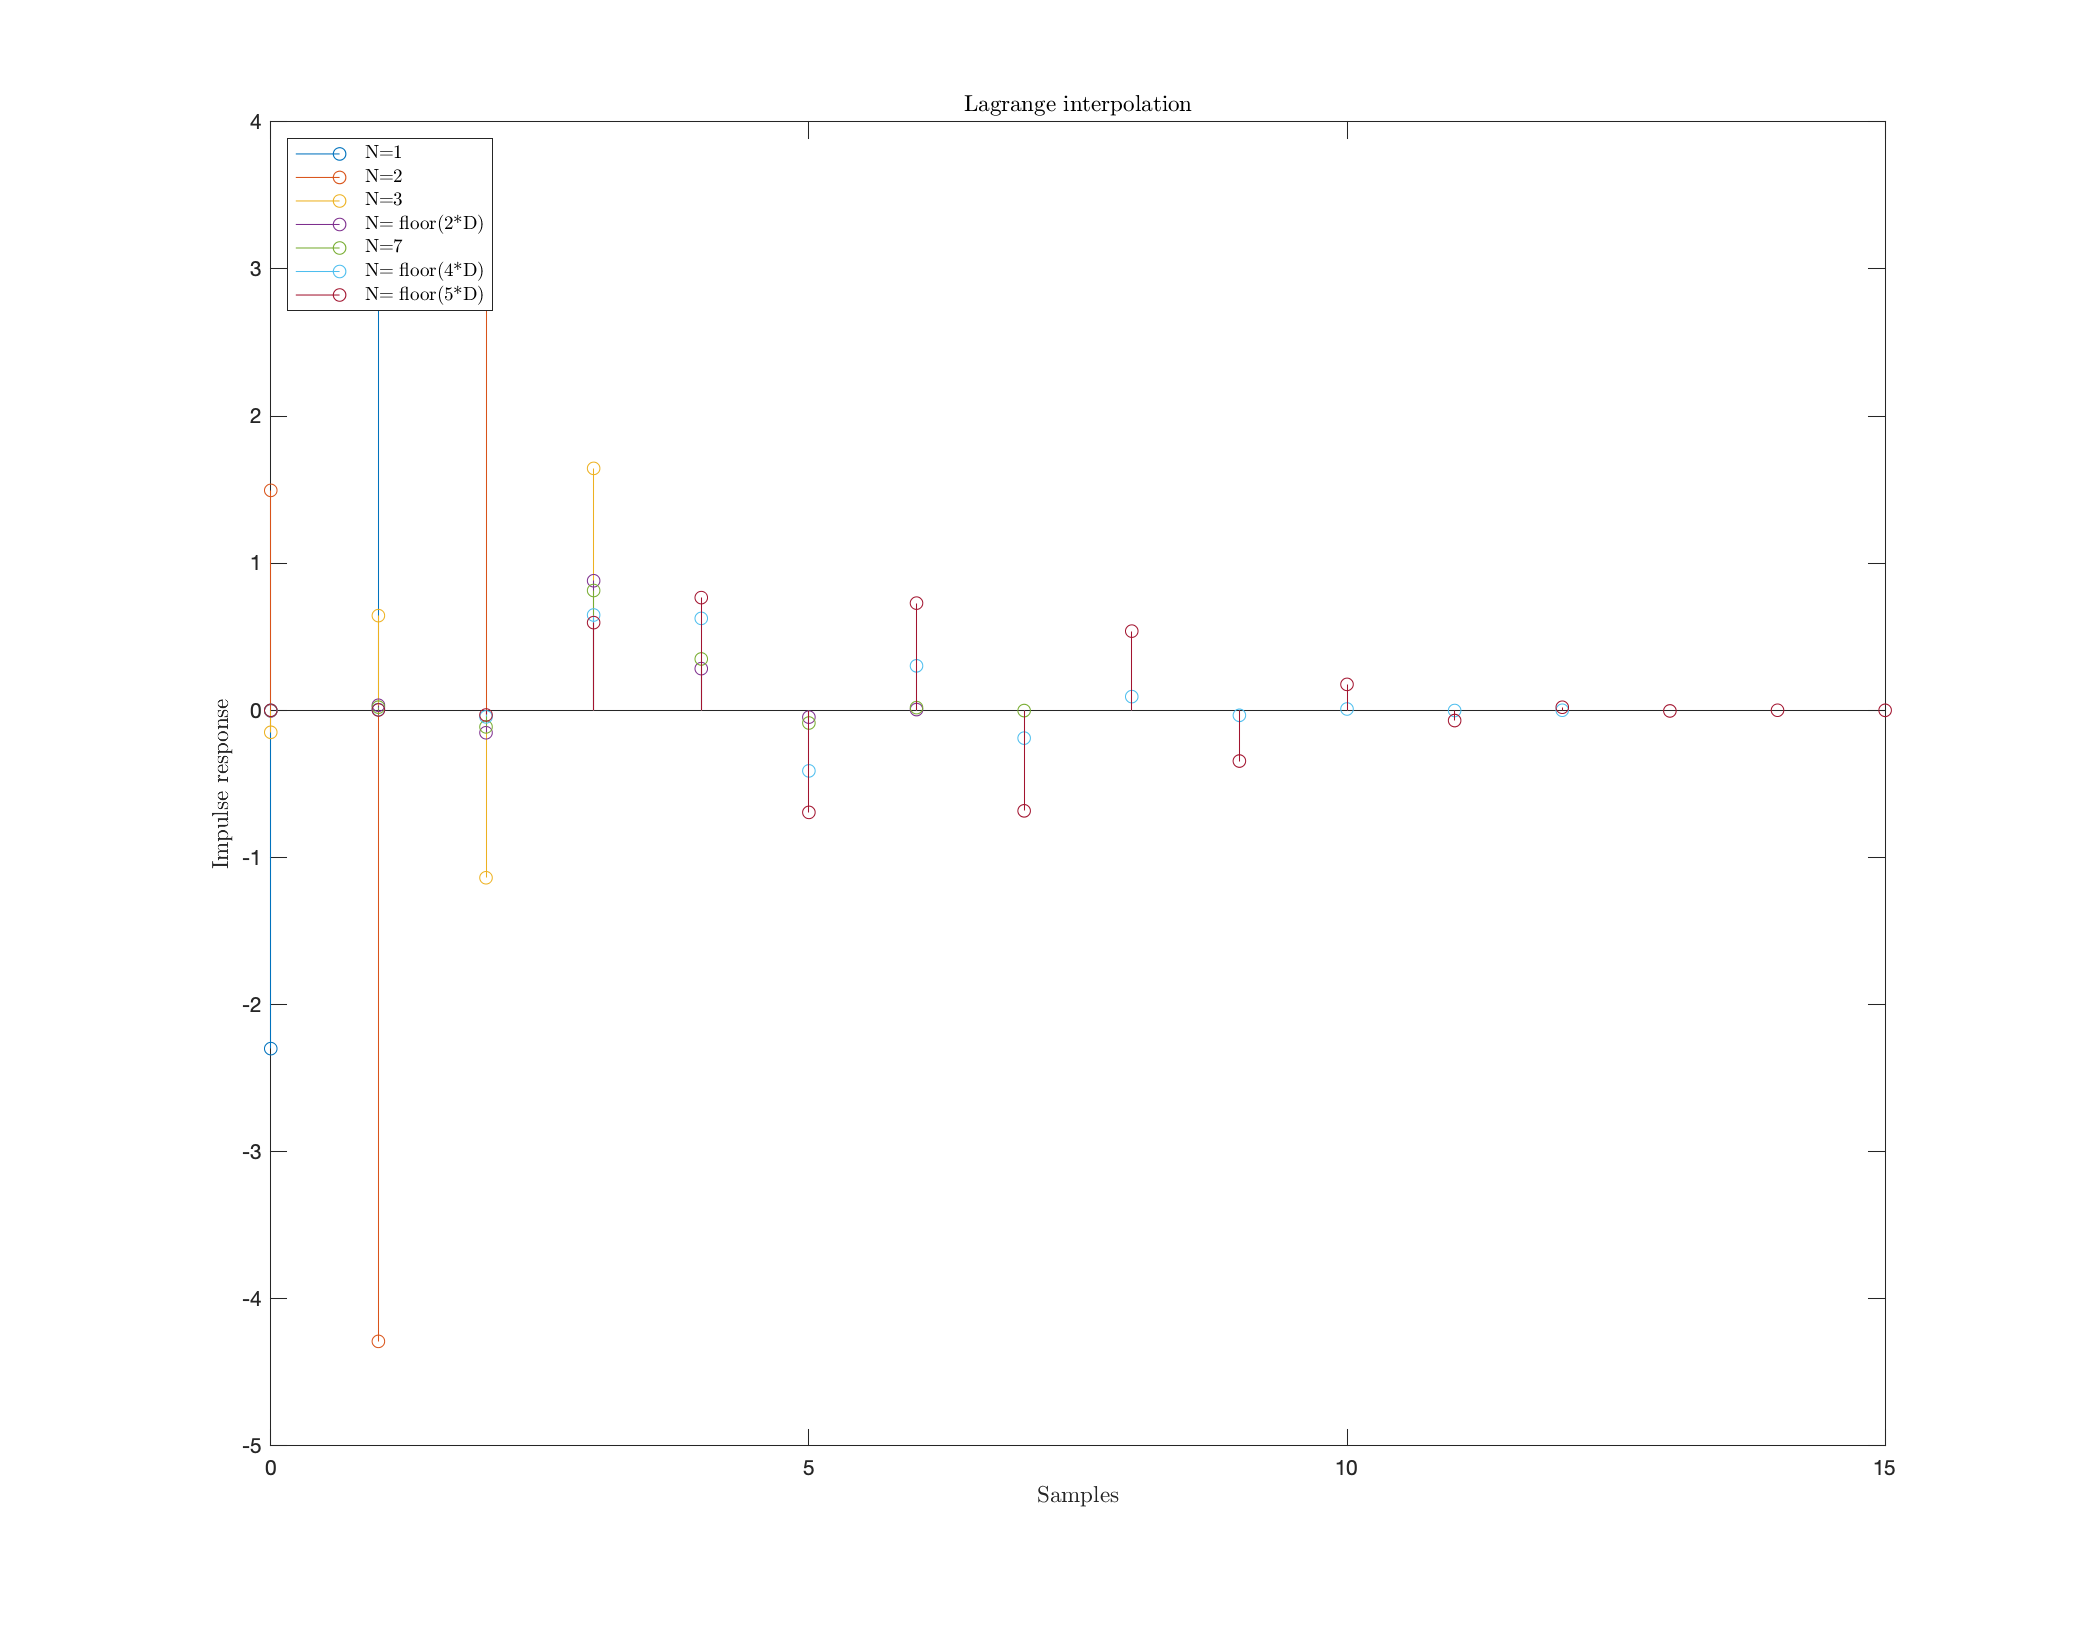 Lagrange interpolation
4
3
2
1
0
-1
-2
-3
-4
-5
N=1
N=2
N=3
N= floor(2*D)
N=7
N= floor(4*D)
N= floor(5*D)
Impulse response
0 5 10 15
Samples